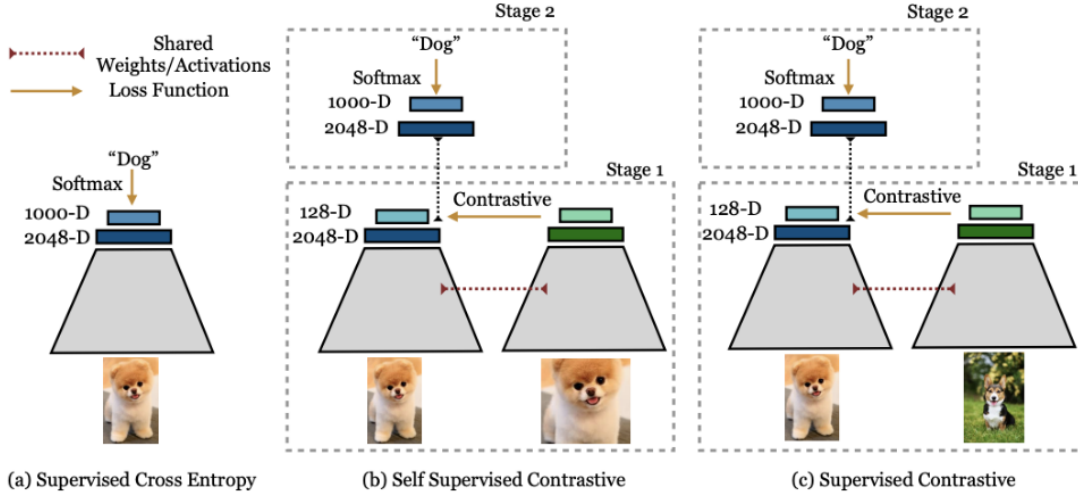 Shared
Weights/Activations
Loss Function
“Dog”
Softmax
1000-D
2048-D
(a) Supervised Cross Entropy
Stage 2
“Dog”
Softmax
1000-D
2048-D
Stage 1
Contrastive
128-D
2048-D
(b) Self Supervised Contrastive
Stage 2
“Dog”
Softmax
1000-D
2048-D
Stage 1
Contrastive
128-D
2048-D
(c) Supervised Contrastive